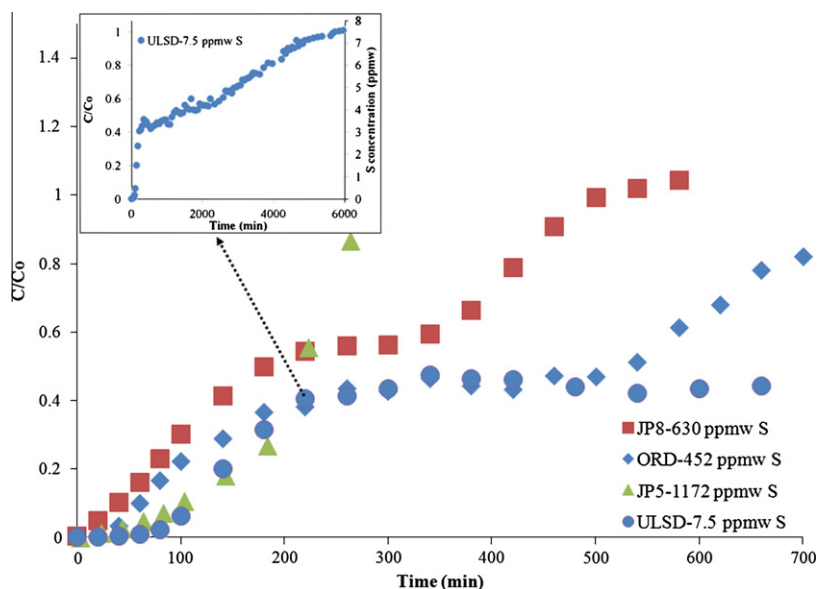 ULSD-7.5 ppmw S
C/Co
1
0.8
0.6
0.4
0.2
0
8
7
6
5
4
3
2
1
0
S concentration (ppmw)
0 2000 4000 6000
Time (min)
C/Co
1.4
1.2
1
0.8
0.6
0.4
0.2
0
JP8-630 ppmw S
ORD-452 ppmw S
JP5-1172 ppmw S
ULSD-7.5 ppmw S
0 100 200 300 400 500 600 700
Time (min)